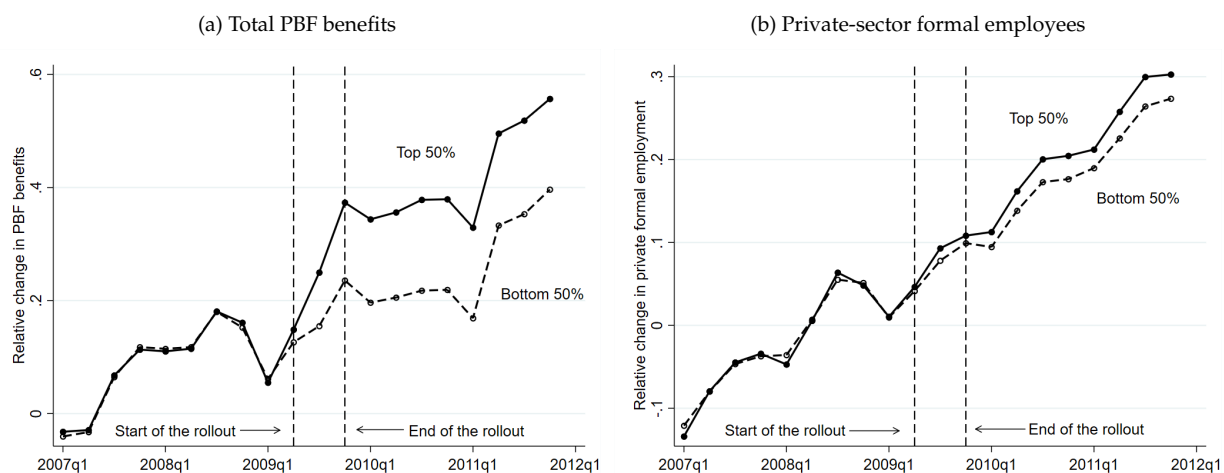 (a) Total PBF benefits
Relative change in PBF benefits
.6
.4
.2
0
Top 50%
Bottom 50%
Start of the rollout
End of the rollout
2007q1 2008q1 2009q1 2010q1 2011q1 2012q1
(b) Private-sector formal employees
Relative change in private formal employment
.3
.2
.1
0
-.1
Top 50%
Bottom 50%
Start of the rollout
End of the rollout
2007q1 2008q1 2009q1 2010q1 2011q1 2012q1